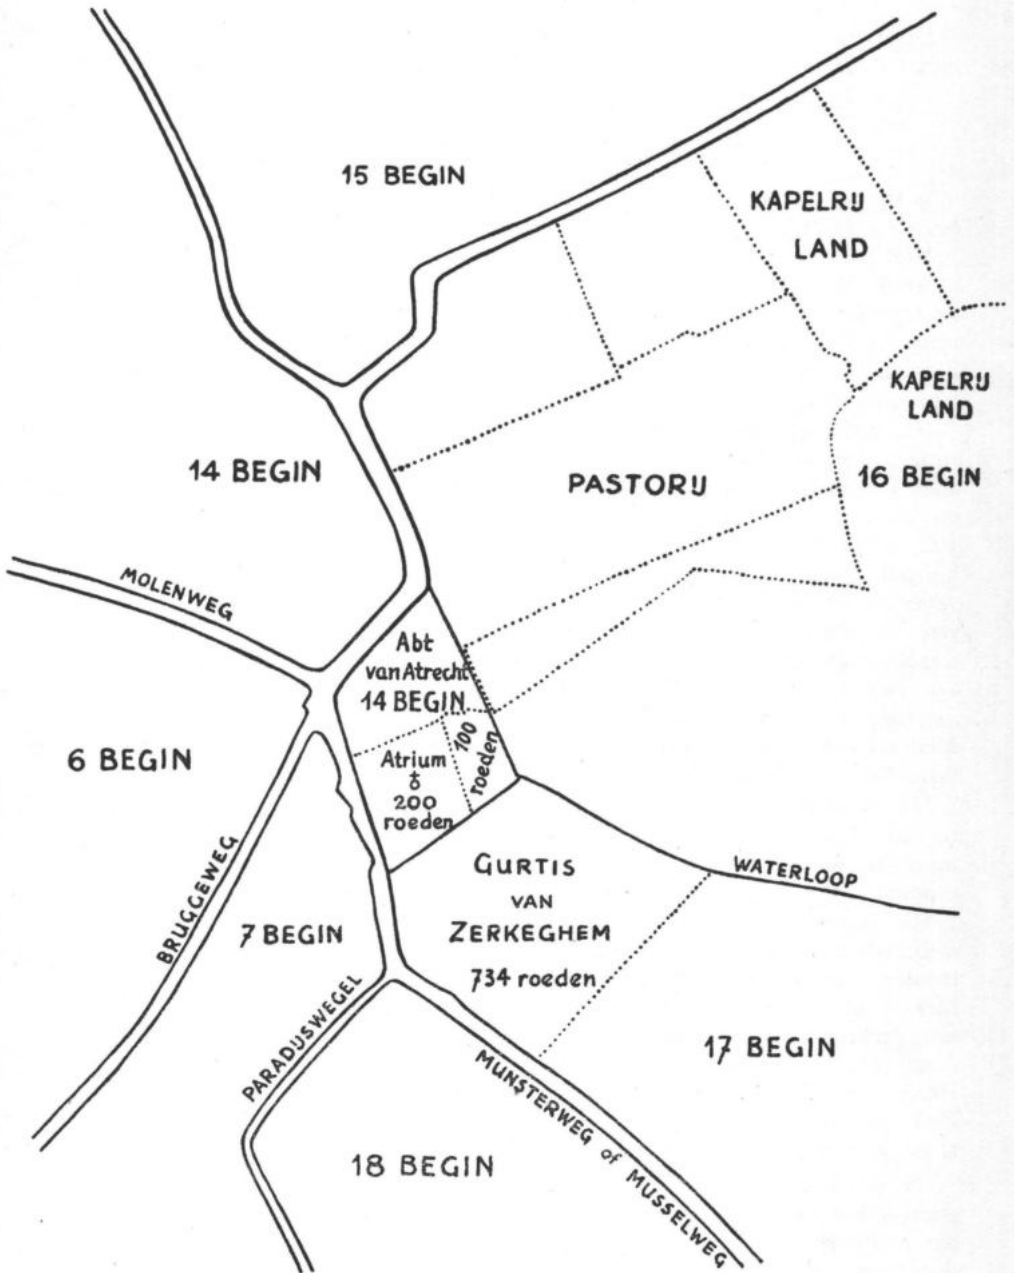 15 BEGIN
KAPELRIJ
LAND
KAPELRIJ
LAND
14 BEGIN
PASTORIJ
16 BEGIN
MOLENWEG
Abt
van Atrecht
14 BEGIN
6 BEGIN
Atrium
♁
200
roeden
100
roeden
BRUGGEWEG
7 BEGIN
GURTIS
VAN
ZERKEGHEM
734 roeden
WATERLOOP
PARADIJSWEGEL
17 BEGIN
MUNSTERWEG of MUSSELWEG
18 BEGIN